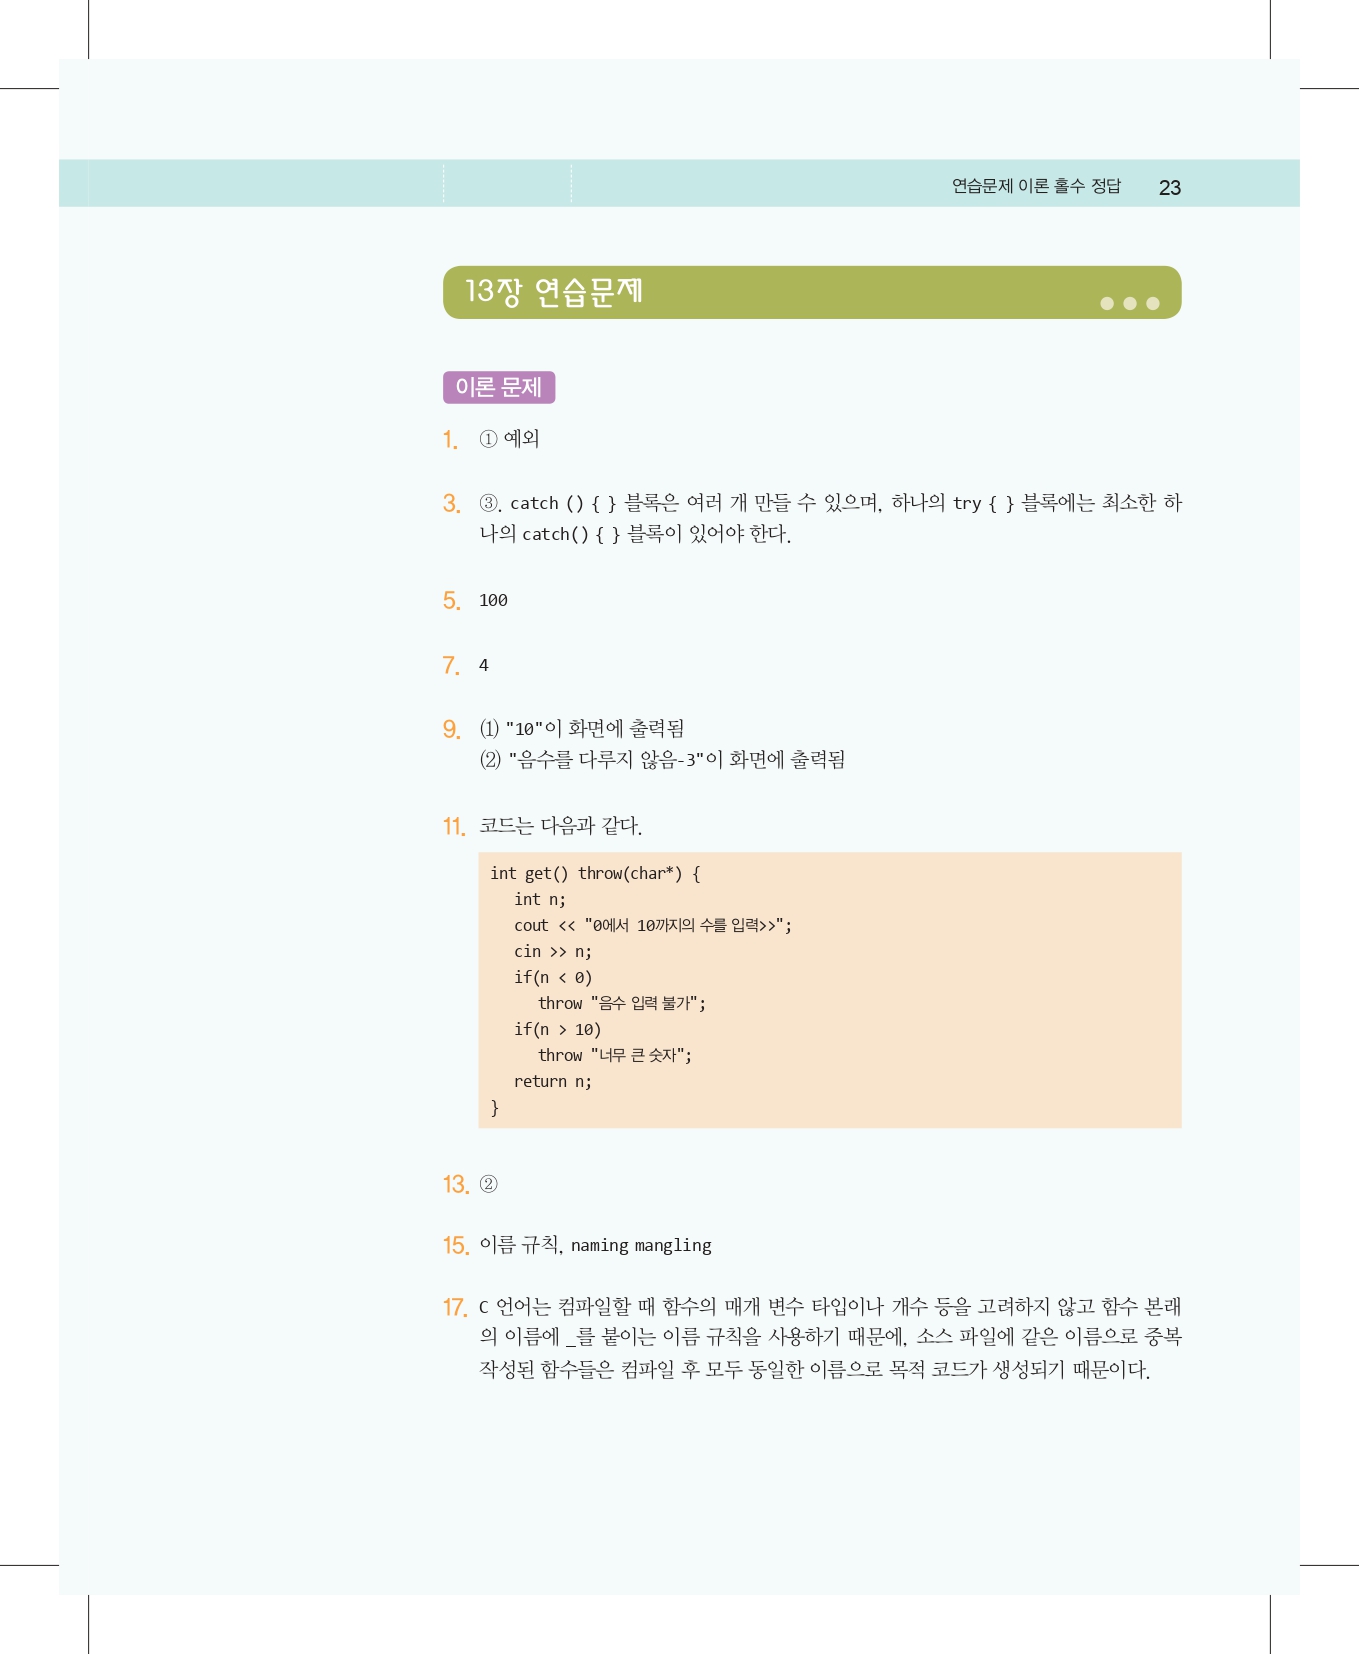 연습문제 이론 홀수 정답 23
13장 연습문제
이론 문제
1. ① 예외
3. ③. catch () { } 블록은 여러 개 만들 수 있으며, 하나의 try { } 블록에는 최소한 하
나의 catch() { } 블록이 있어야 한다.
5. 100
7. 4
9. (1) "10"이 화면에 출력됨
(2) "음수를 다루지 않음-3"이 화면에 출력됨
11. 코드는 다음과 같다.
int get() throw(char*) {
int n;
cout << "0에서 10까지의 수를 입력>>";
cin >> n;
if(n < 0)
throw "음수 입력 불가";
if(n > 10)
throw "너무 큰 숫자";
return n;
}
13. ②
15. 이름 규칙, naming mangling
17. C 언어는 컴파일할 때 함수의 매개 변수 타입이나 개수 등을 고려하지 않고 함수 본래
의 이름에 _를 붙이는 이름 규칙을 사용하기 때문에, 소스 파일에 같은 이름으로 중복
작성된 함수들은 컴파일 후 모두 동일한 이름으로 목적 코드가 생성되기 때문이다.